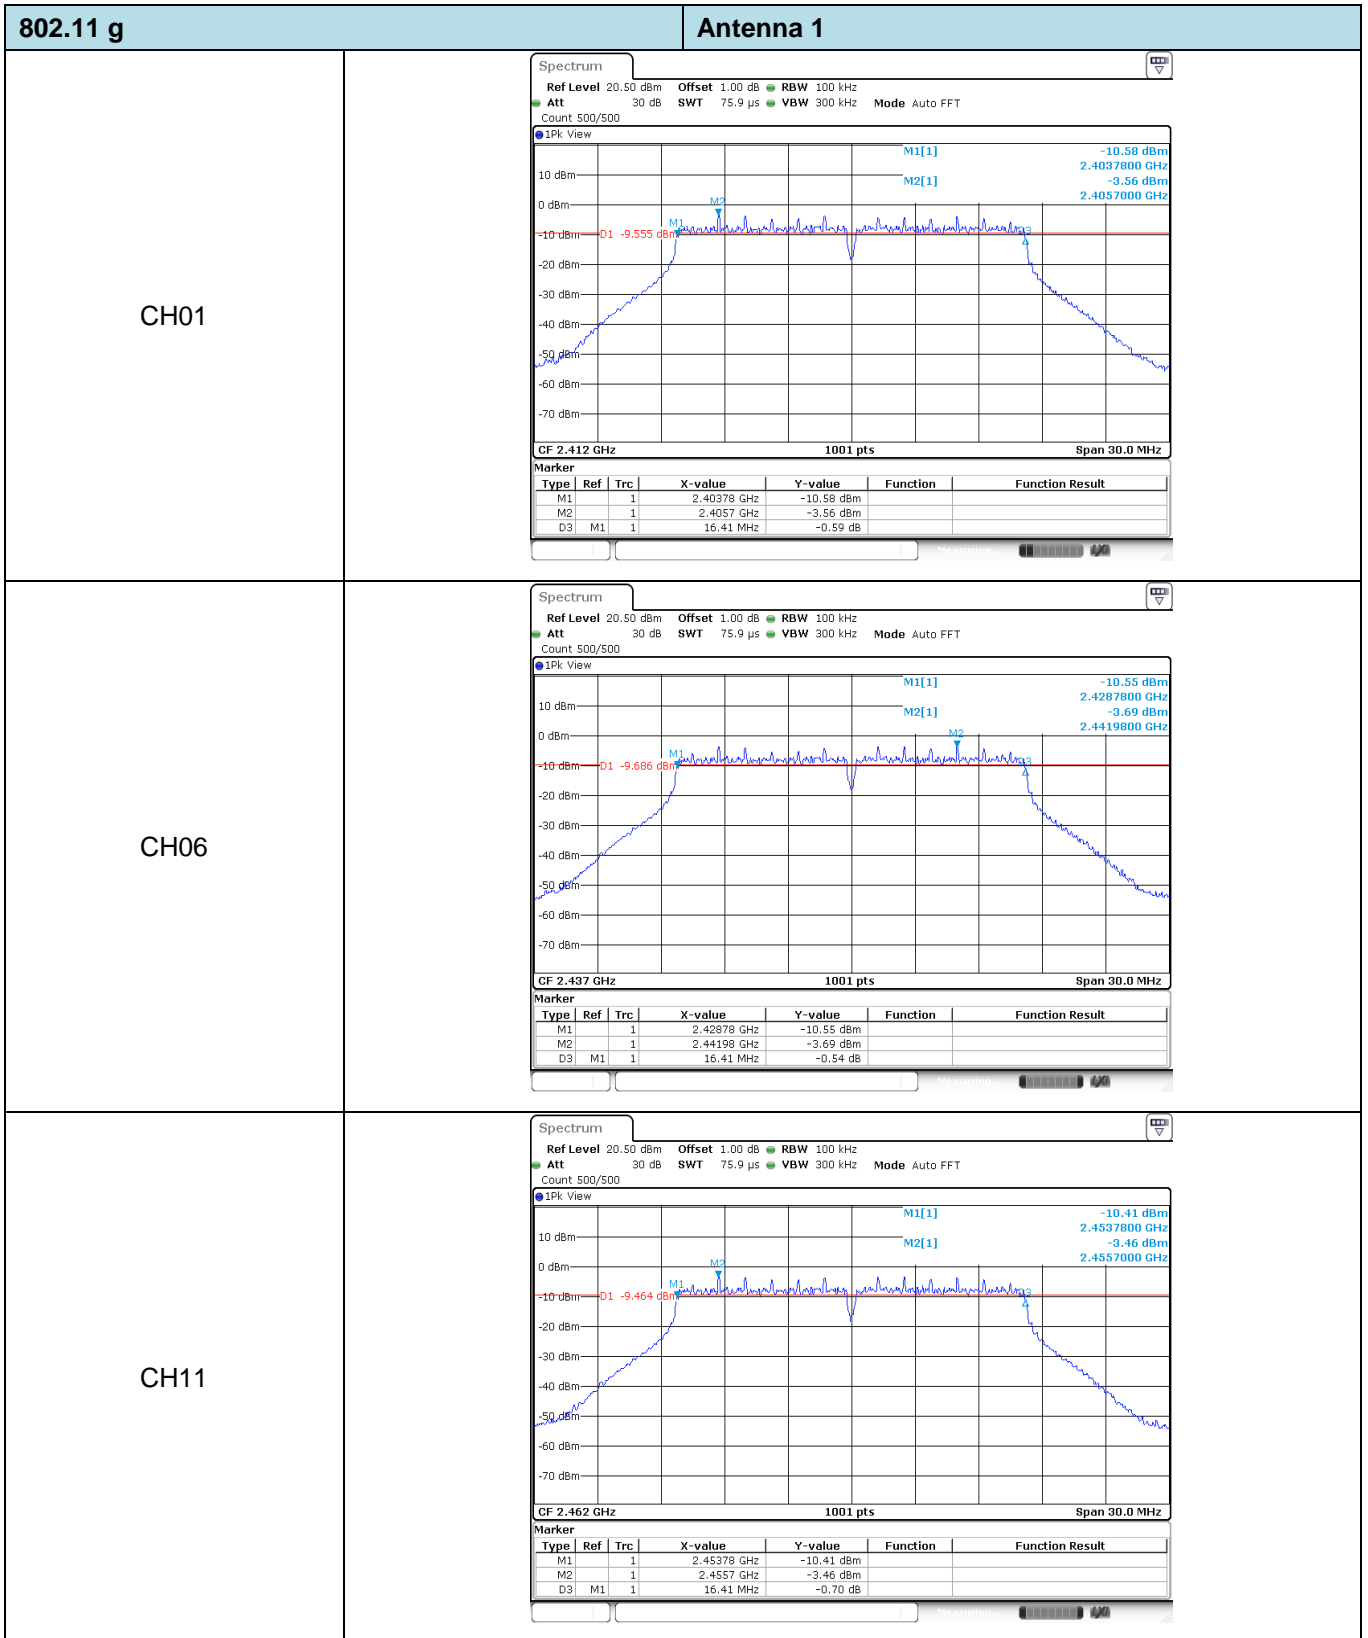 802.11 g Antenna 1
CH01
Spectrum
Ref Level 20.50 dBm Offset 1.00 dB RBW 100 kHz
Att 30 dB SWT 75.9 µs VBW 300 kHz Mode Auto FFT
Count 500/500
1Pk View
M1[1] -10.58 dBm
2.4037800 GHz
M2[1] -3.56 dBm
2.4057000 GHz
10 dBm
0 dBm
M2
M1
-10 dBm
D1 -9.555 dBm
D3
-20 dBm
-30 dBm
-40 dBm
-50 dBm
-60 dBm
-70 dBm
CF 2.412 GHz 1001 pts Span 30.0 MHz
Marker
Type Ref Trc X-value Y-value Function Function Result
M1 1 2.40378 GHz -10.58 dBm
M2 1 2.4057 GHz -3.56 dBm
D3 M1 1 16.41 MHz -0.59 dB
Measuring
LXI
CH06
Spectrum
Ref Level 20.50 dBm Offset 1.00 dB RBW 100 kHz
Att 30 dB SWT 75.9 µs VBW 300 kHz Mode Auto FFT
Count 500/500
1Pk View
M1[1] -10.55 dBm
2.4287800 GHz
M2[1] -3.69 dBm
2.4419800 GHz
10 dBm
0 dBm
M2
M1
-10 dBm
D1 -9.686 dBm
D3
-20 dBm
-30 dBm
-40 dBm
-50 dBm
-60 dBm
-70 dBm
CF 2.437 GHz 1001 pts Span 30.0 MHz
Marker
Type Ref Trc X-value Y-value Function Function Result
M1 1 2.42878 GHz -10.55 dBm
M2 1 2.44198 GHz -3.69 dBm
D3 M1 1 16.41 MHz -0.54 dB
Measuring
LXI
CH11
Spectrum
Ref Level 20.50 dBm Offset 1.00 dB RBW 100 kHz
Att 30 dB SWT 75.9 µs VBW 300 kHz Mode Auto FFT
Count 500/500
1Pk View
M1[1] -10.41 dBm
2.4537800 GHz
M2[1] -3.46 dBm
2.4557000 GHz
10 dBm
0 dBm
M2
M1
-10 dBm
D1 -9.464 dBm
D3
-20 dBm
-30 dBm
-40 dBm
-50 dBm
-60 dBm
-70 dBm
CF 2.462 GHz 1001 pts Span 30.0 MHz
Marker
Type Ref Trc X-value Y-value Function Function Result
M1 1 2.45378 GHz -10.41 dBm
M2 1 2.4557 GHz -3.46 dBm
D3 M1 1 16.41 MHz -0.70 dB
Measuring
LXI